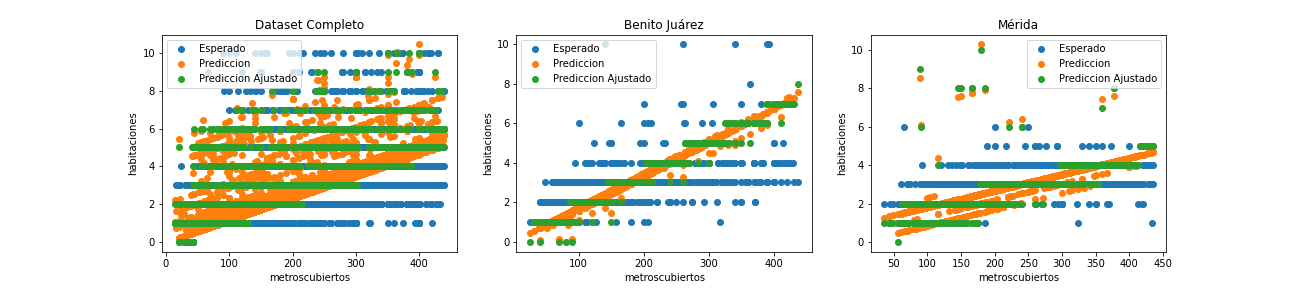 Dataset Completo
10
8
6
4
2
0
habitaciones
Esperado
Prediccion
Prediccion Ajustado
0
100
200
300
400
metroscubiertos
Benito Juárez
10
8
6
4
2
0
habitaciones
Esperado
Prediccion
Prediccion Ajustado
100
200
300
400
metroscubiertos
Mérida
10
8
6
4
2
0
habitaciones
Esperado
Prediccion
Prediccion Ajustado
50
100
150
200
250
300
350
400
450
metroscubiertos